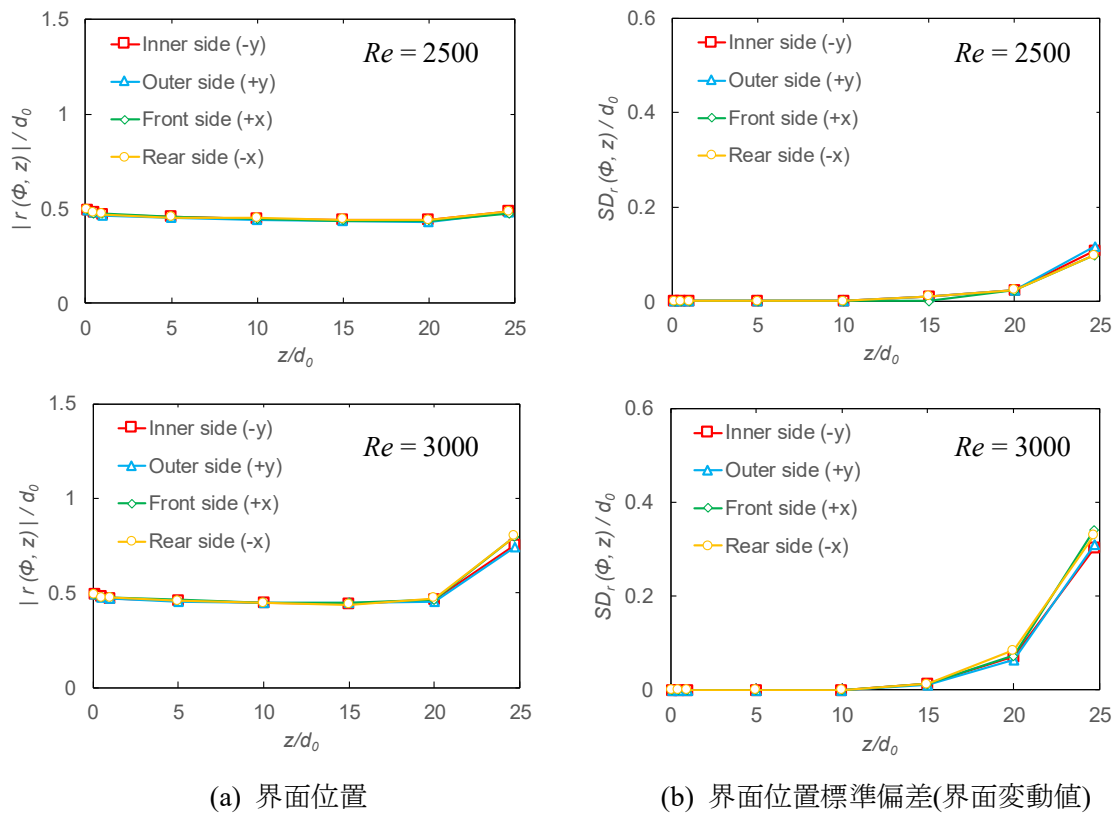 1.5
1
0.5
0
| r (Φ, z) | / d₀
Inner side (-y)
Outer side (+y)
Front side (+x)
Rear side (-x)
Re = 2500
0 5 10 15 20 25
z/d₀
0.6
0.4
0.2
0
SDᵣ (Φ, z) / d₀
Inner side (-y)
Outer side (+y)
Front side (+x)
Rear side (-x)
Re = 2500
0 5 10 15 20 25
z/d₀
1.5
1
0.5
0
| r (Φ, z) | / d₀
Inner side (-y)
Outer side (+y)
Front side (+x)
Rear side (-x)
Re = 3000
0 5 10 15 20 25
z/d₀
0.6
0.4
0.2
0
SDᵣ (Φ, z) / d₀
Inner side (-y)
Outer side (+y)
Front side (+x)
Rear side (-x)
Re = 3000
0 5 10 15 20 25
z/d₀
(a) 界面位置
(b) 界面位置標準偏差(界面変動値)